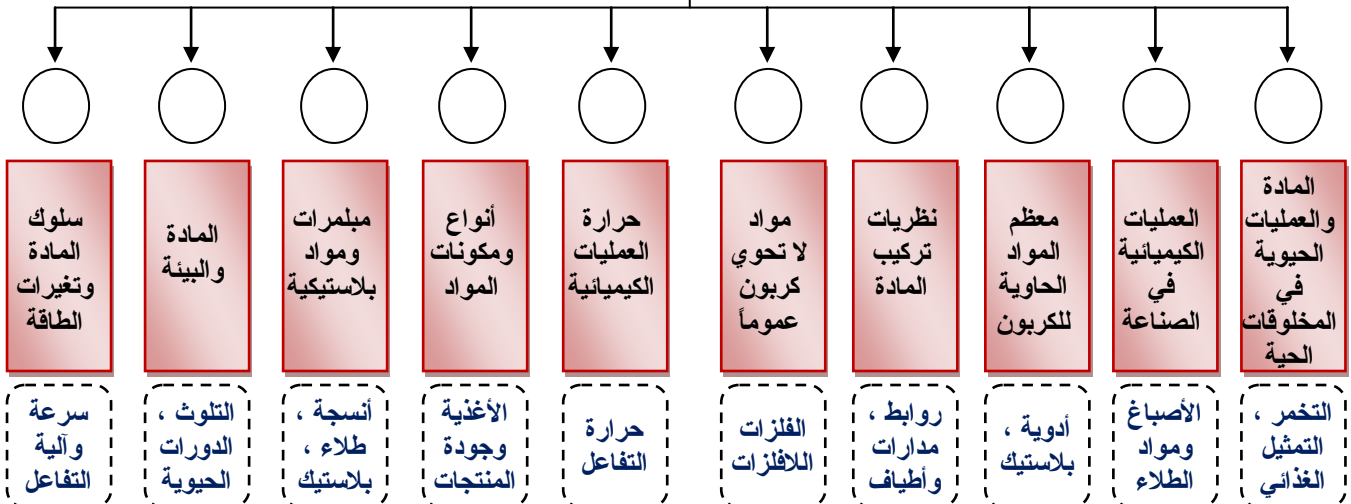 المادة
والعمليات
الحيوية
في
المخلوقات
الحية
العمليات
الكيميائية
في
الصناعة
معظم
المواد
الحاوية
للكربون
نظريات
تركيب
المادة
مواد
لا تحوي
كربون
عموماً
حرارة
العمليات
الكيميائية
أنواع
ومكونات
المواد
مبلمرات
ومواد
بلاستيكية
المادة
والبيئة
سلوك
المادة
وتغيرات
الطاقة
التخمر ،
التمثيل
الغذائي
الأصباغ
ومواد
الطلاء
أدوية ،
بلاستيك
روابط ،
مدارات
وأطياف
الفلزات
اللافلزات
حرارة
التفاعل
الأغذية
وجودة
المنتجات
أنسجة ،
طلاء ،
بلاستيك
التلوث ،
الدورات
الحيوية
سرعة
وآلية
التفاعل